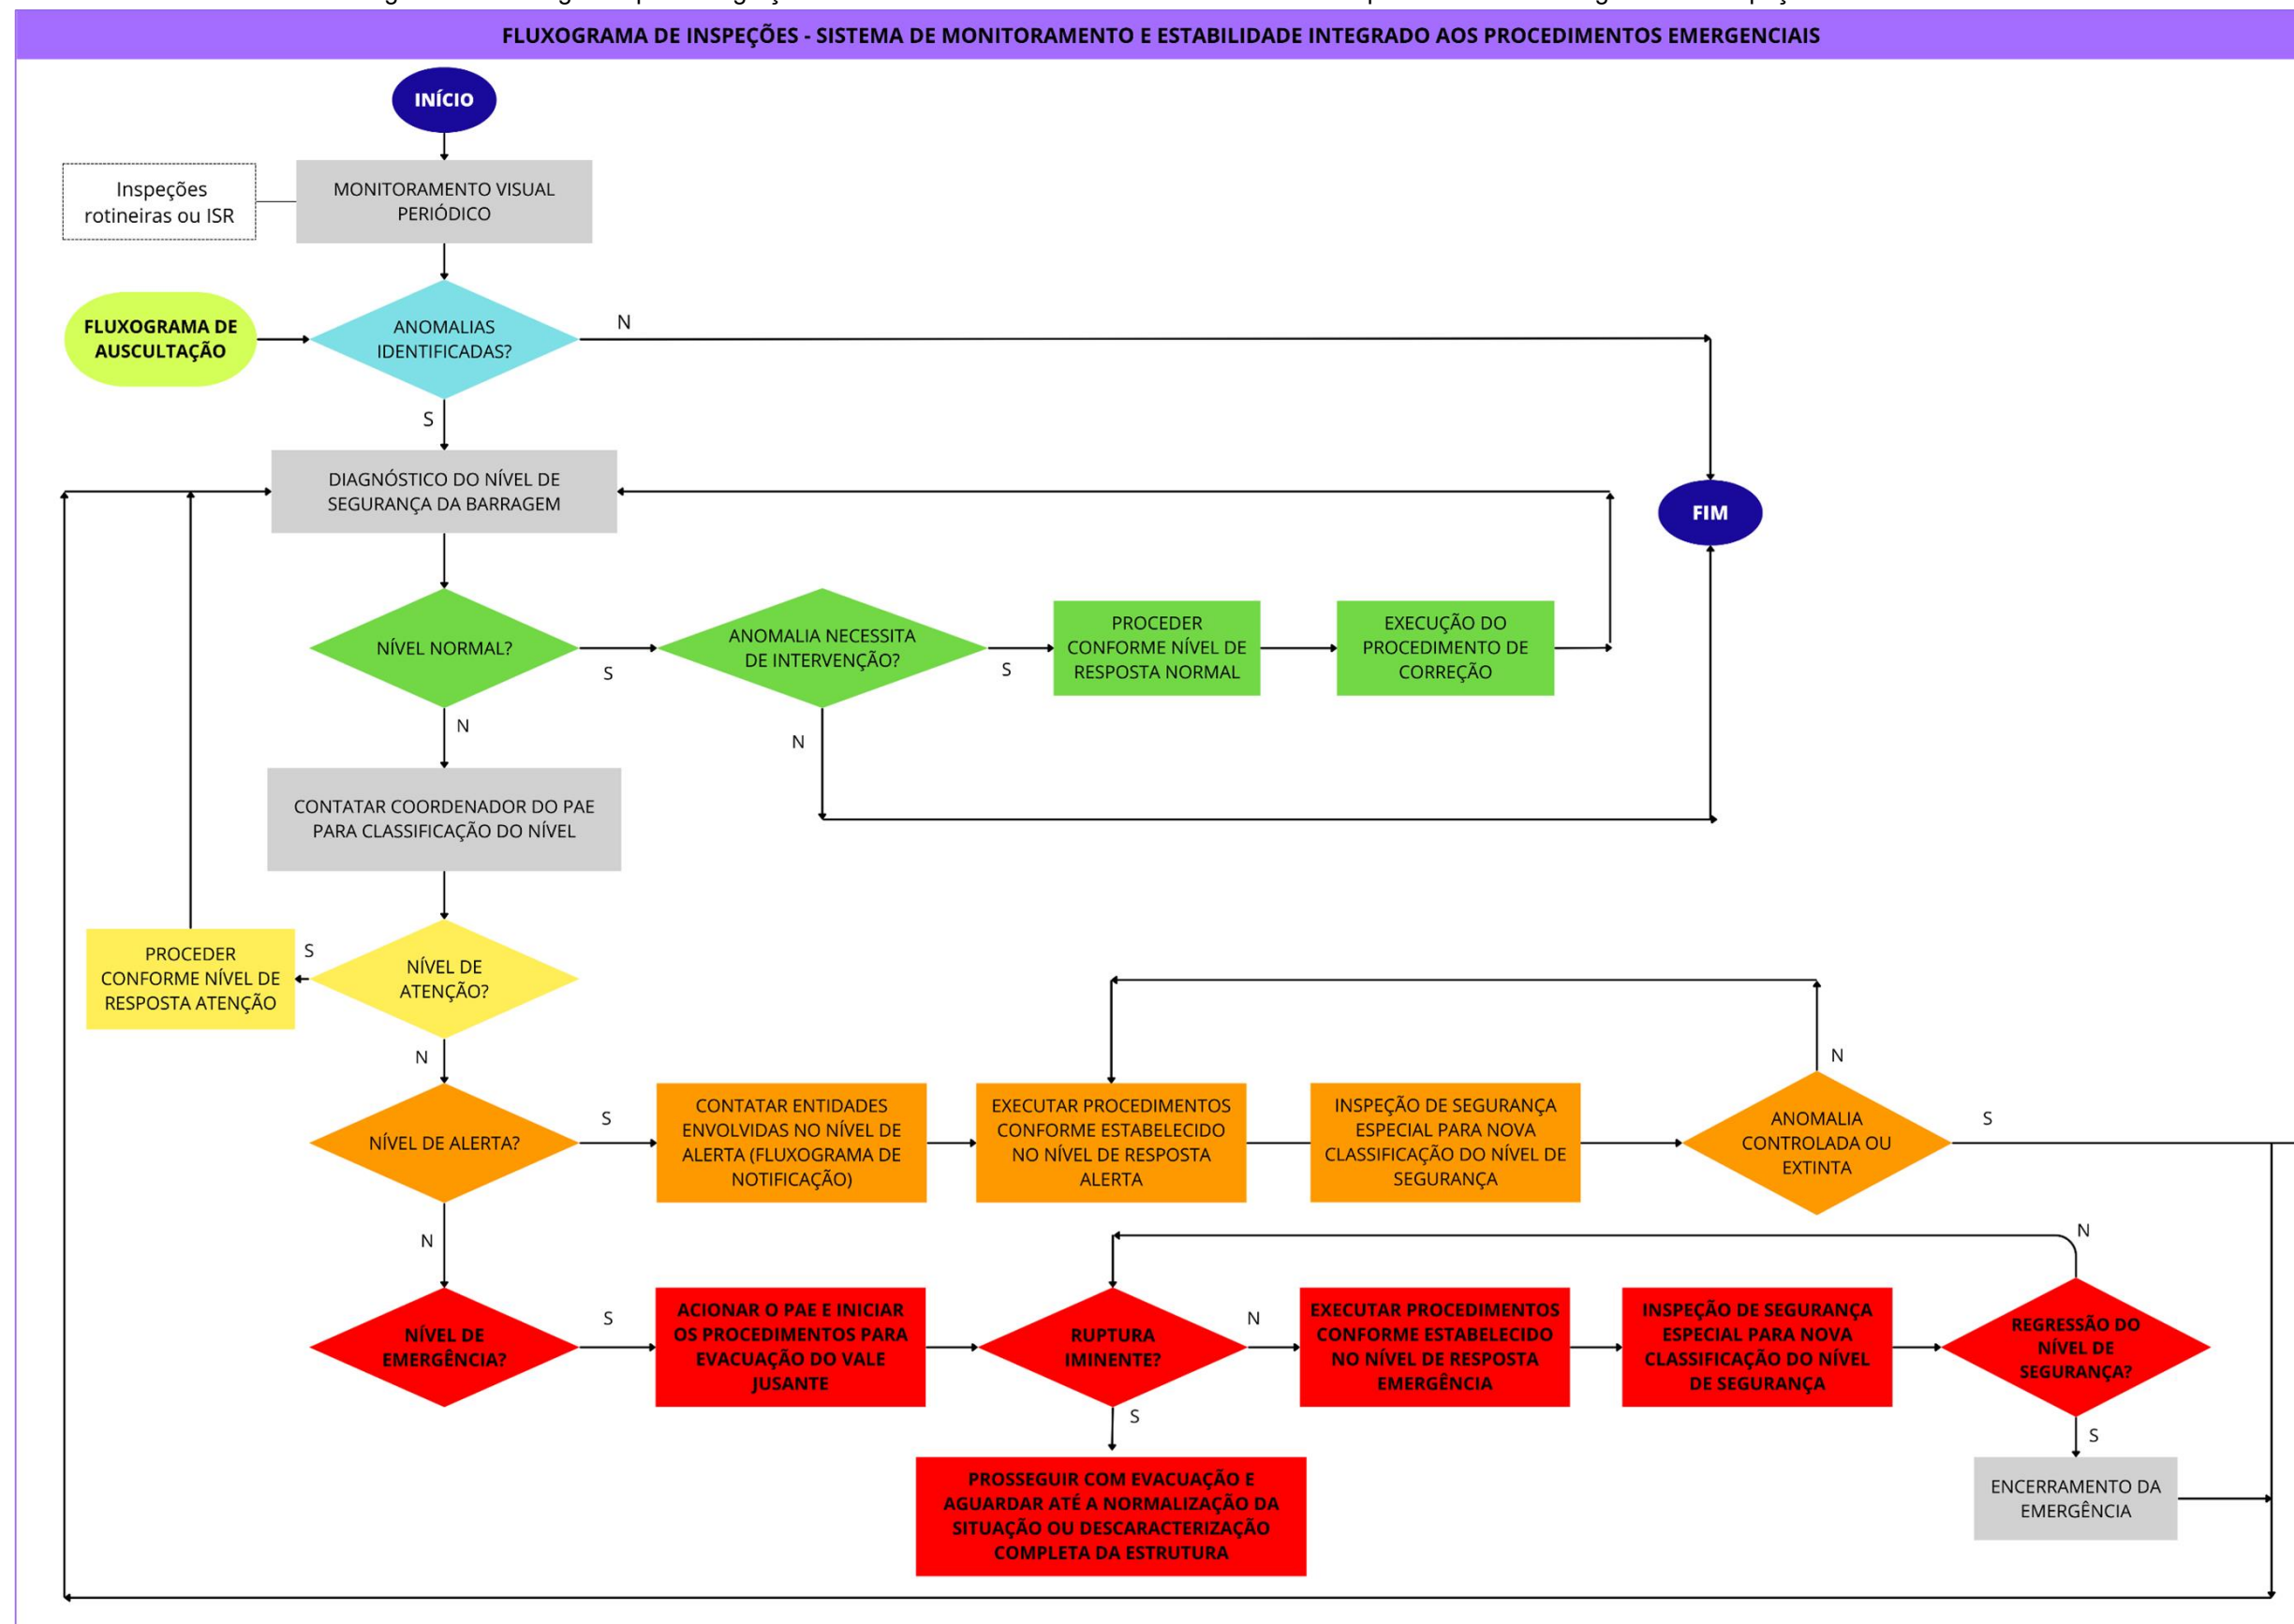 FLUXOGRAMA DE INSPEÇÕES - SISTEMA DE MONITORAMENTO E ESTABILIDADE INTEGRADO AOS PROCEDIMENTOS EMERGENCIAIS
INÍCIO
Inspeções
rotineiras ou ISR
MONITORAMENTO VISUAL
PERIÓDICO
FLUXOGRAMA DE
AUSCULTAÇÃO
ANOMALIAS
IDENTIFICADAS?
N
S
DIAGNÓSTICO DO NÍVEL DE
SEGURANÇA DA BARRAGEM
FIM
NÍVEL NORMAL?
S
ANOMALIA NECESSITA
DE INTERVENÇÃO?
S
PROCEDER
CONFORME NÍVEL DE
RESPOSTA NORMAL
EXECUÇÃO DO
PROCEDIMENTO DE
CORREÇÃO
N
N
CONTATAR COORDENADOR DO PAE
PARA CLASSIFICAÇÃO DO NÍVEL
PROCEDER
CONFORME NÍVEL DE
RESPOSTA ATENÇÃO
S
NÍVEL DE
ATENÇÃO?
N
N
NÍVEL DE ALERTA?
S
CONTATAR ENTIDADES
ENVOLVIDAS NO NÍVEL DE
ALERTA (FLUXOGRAMA DE
NOTIFICAÇÃO)
EXECUTAR PROCEDIMENTOS
CONFORME ESTABELECIDO
NO NÍVEL DE RESPOSTA
ALERTA
INSPEÇÃO DE SEGURANÇA
ESPECIAL PARA NOVA
CLASSIFICAÇÃO DO NÍVEL DE
SEGURANÇA
ANOMALIA
CONTROLADA OU
EXTINTA
S
N
N
NÍVEL DE
EMERGÊNCIA?
S
ACIONAR O PAE E INICIAR
OS PROCEDIMENTOS PARA
EVACUAÇÃO DO VALE
JUSANTE
RUPTURA
IMINENTE?
N
EXECUTAR PROCEDIMENTOS
CONFORME ESTABELECIDO
NO NÍVEL DE RESPOSTA
EMERGÊNCIA
INSPEÇÃO DE SEGURANÇA
ESPECIAL PARA NOVA
CLASSIFICAÇÃO DO NÍVEL
DE SEGURANÇA
REGRESSÃO DO
NÍVEL DE
SEGURANÇA?
S
S
PROSSEGUIR COM EVACUAÇÃO E
AGUARDAR ATÉ A NORMALIZAÇÃO DA
SITUAÇÃO OU DESCARACTERIZAÇÃO
COMPLETA DA ESTRUTURA
ENCERRAMENTO DA
EMERGÊNCIA